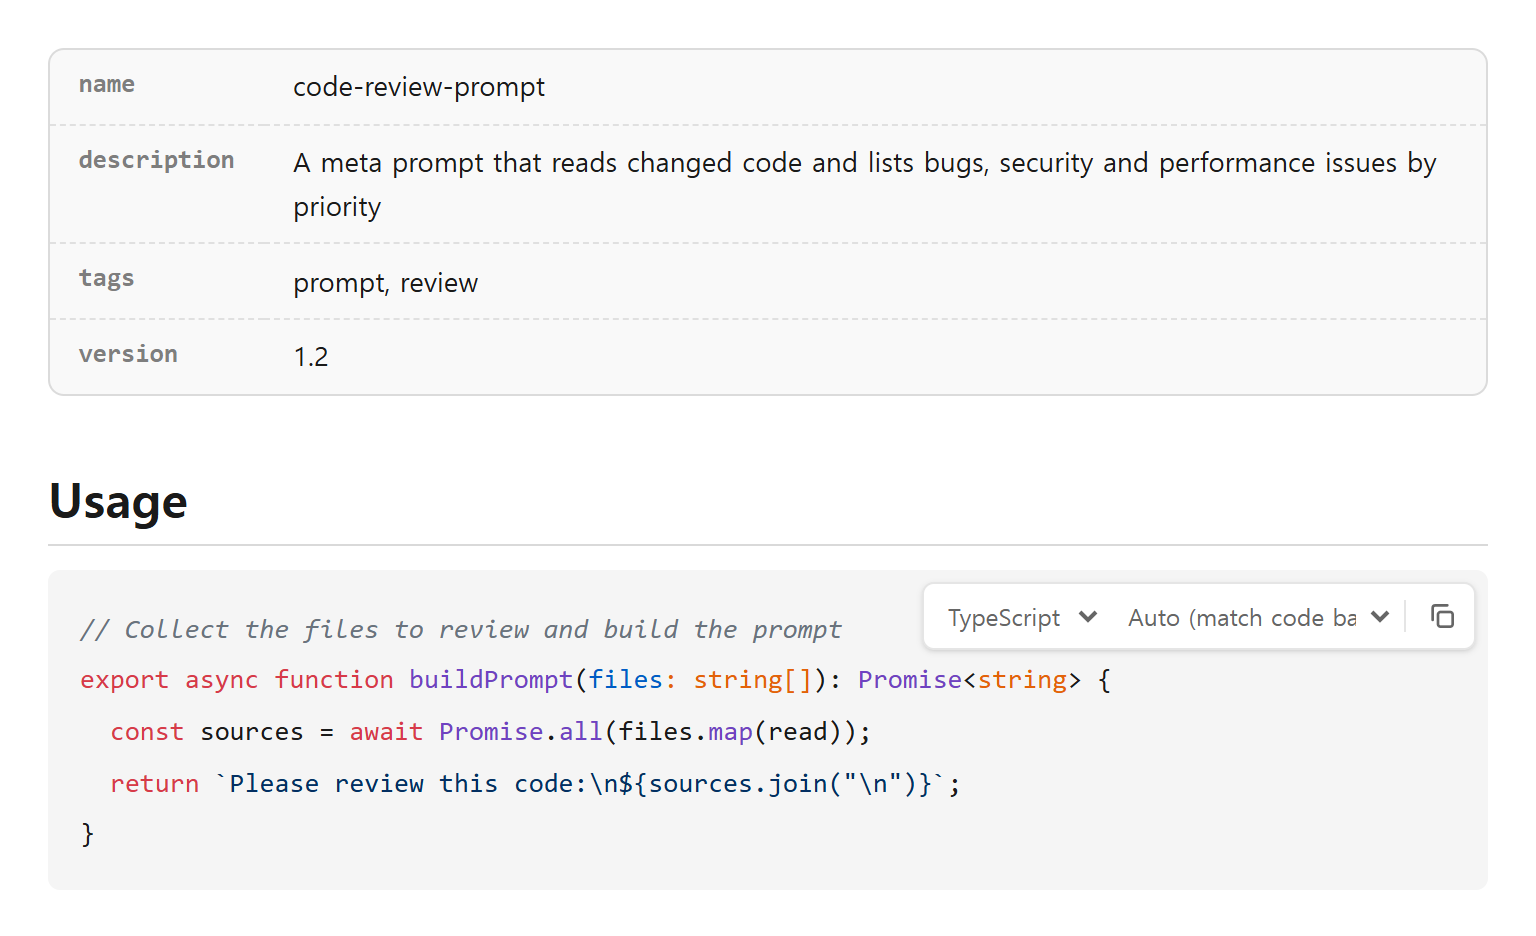 name
code-review-prompt
description
A meta prompt that reads changed code and lists bugs, security and performance issues by
priority
tags
prompt, review
version
1.2
Usage
TypeScript
Auto (match code ba
// Collect the files to review and build the prompt
export async function buildPrompt(files: string[]): Promise<string> {
  const sources = await Promise.all(files.map(read));
  return `Please review this code:\n${sources.join("\n")}`;
}